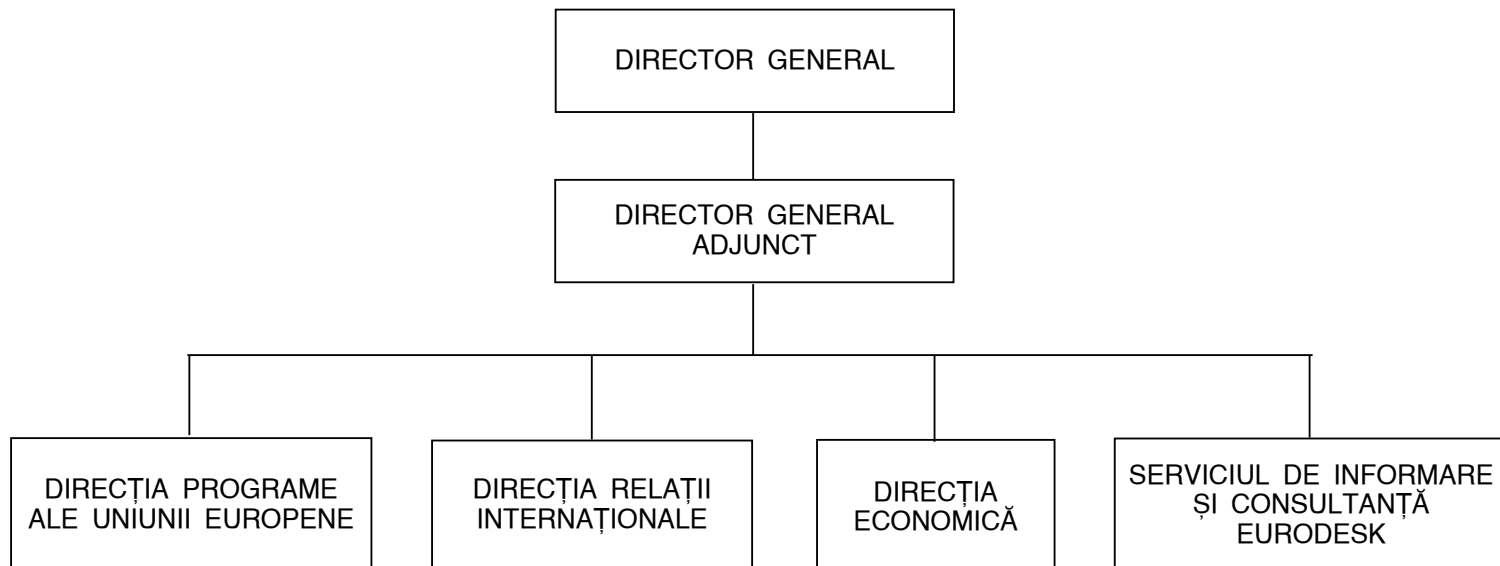 DIRECTOR GENERAL
DIRECTOR GENERAL
ADJUNCT
DIRECȚIA PROGRAME
ALE UNIUNII EUROPENE
DIRECȚIA RELAȚII
INTERNAȚIONALE
DIRECȚIA
ECONOMICĂ
SERVICIUL DE INFORMARE
ȘI CONSULTANȚĂ
EURODESK